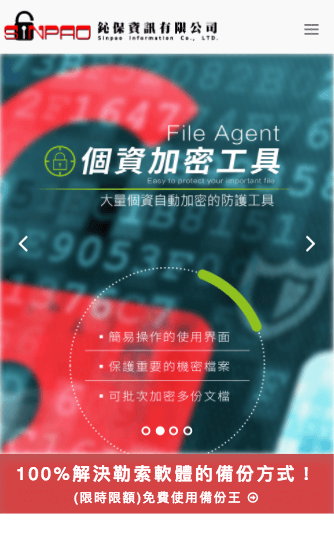 SINPAO
鋅保資訊有限公司
Sinpao Information Co., LTD.
File Agent
個資加密工具
Easy to protect your important file
大量個資自動加密的防護工具
簡易操作的使用界面
保護重要的機密檔案
可批次加密多份文檔
100%解決勒索軟體的備份方式！
(限時限額)免費使用備份王